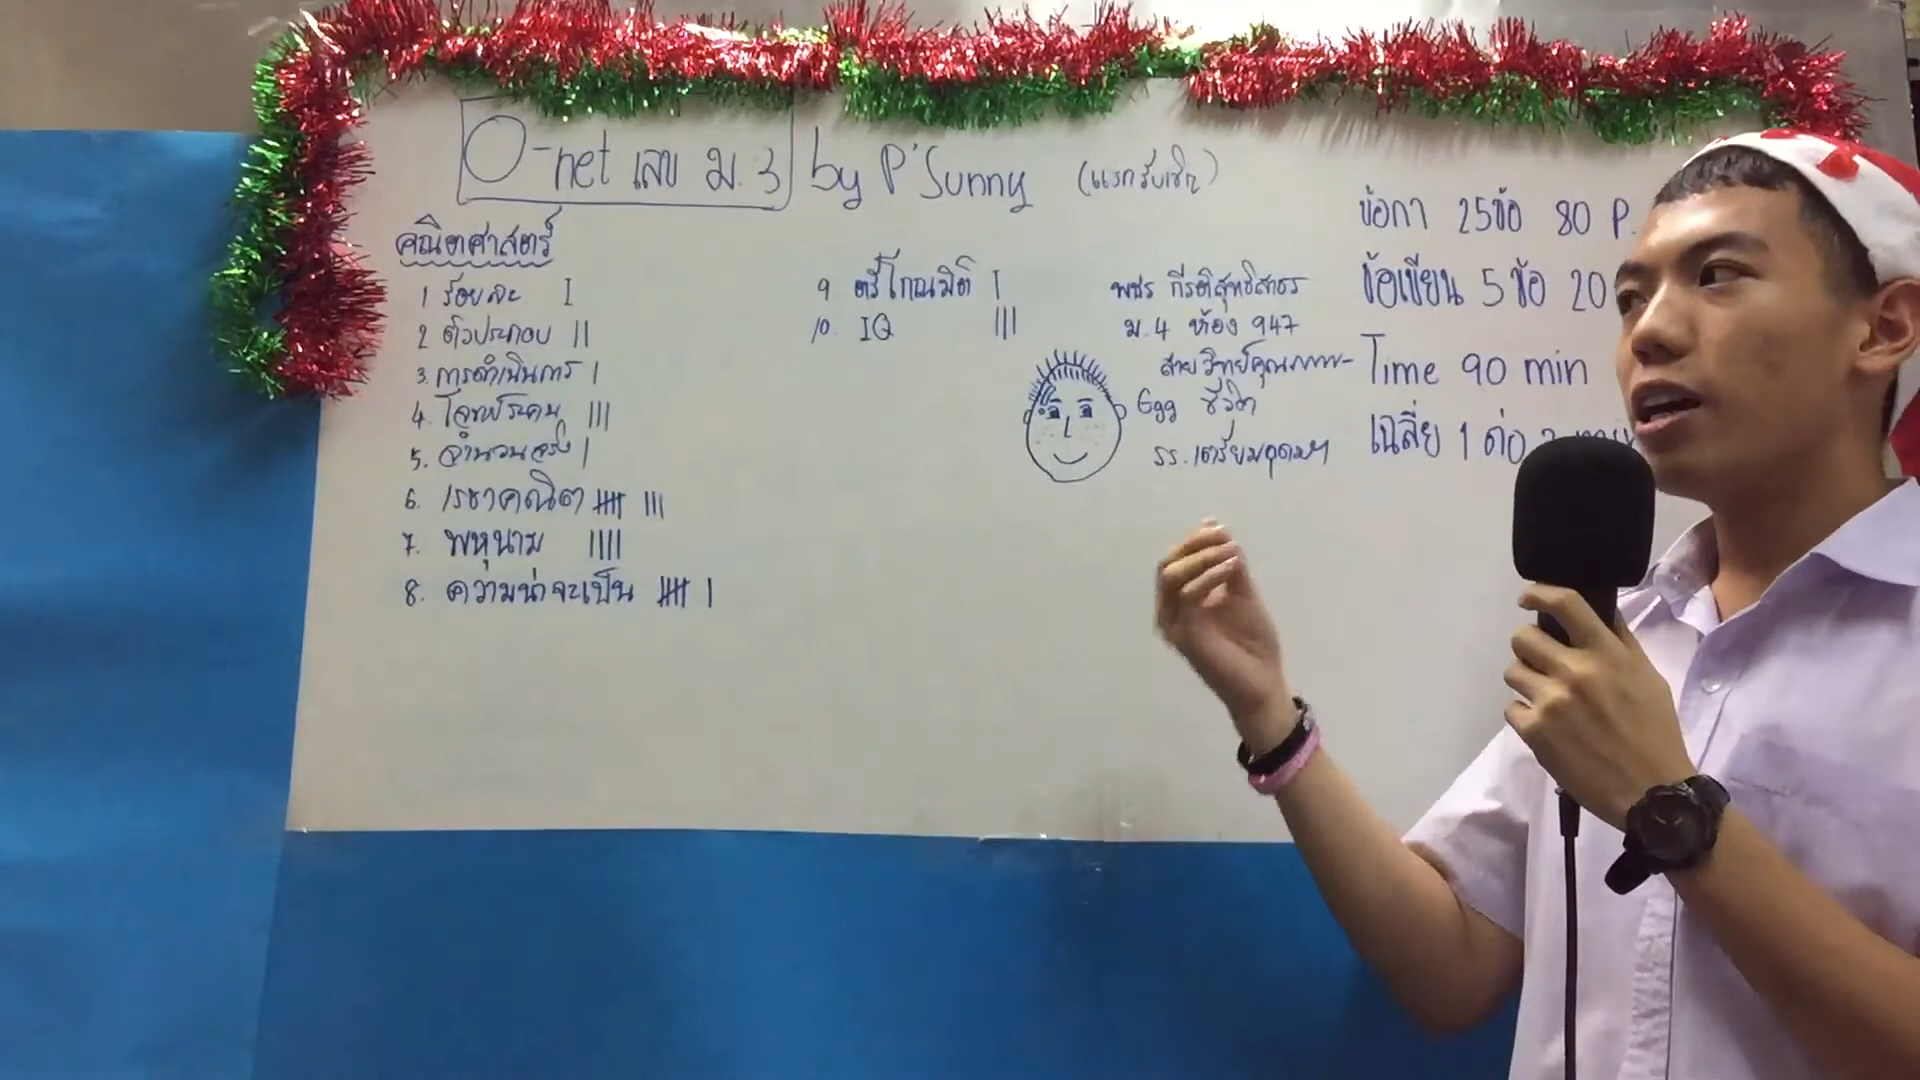 O-net เลข ม.3 by P'Sunny (แรกรับเชิญ)
คณิตศาสตร์
1 ร้อยละ I
2 ตัวประกอบ II
3. การดำเนินการ I
4. โจทย์ระคน III
5. จำนวนจริง I
6. เรขาคณิต IIIII III
7. พหุนาม IIII
8. ความน่าจะเป็น IIIII I
9 ตรีโกณมิติ I
10. IQ III
พชร กีรติสุทธิสาธร
ม.4 ห้อง 947
สายวิทย์คุณภาพ-
Egg ชีวิต
รร.เตรียมอุดมฯ
ข้อกา 25ข้อ 80 P.
ข้อเขียน 5 ข้อ 20
Time 90 min
เฉลี่ย 1 ต่อ 3